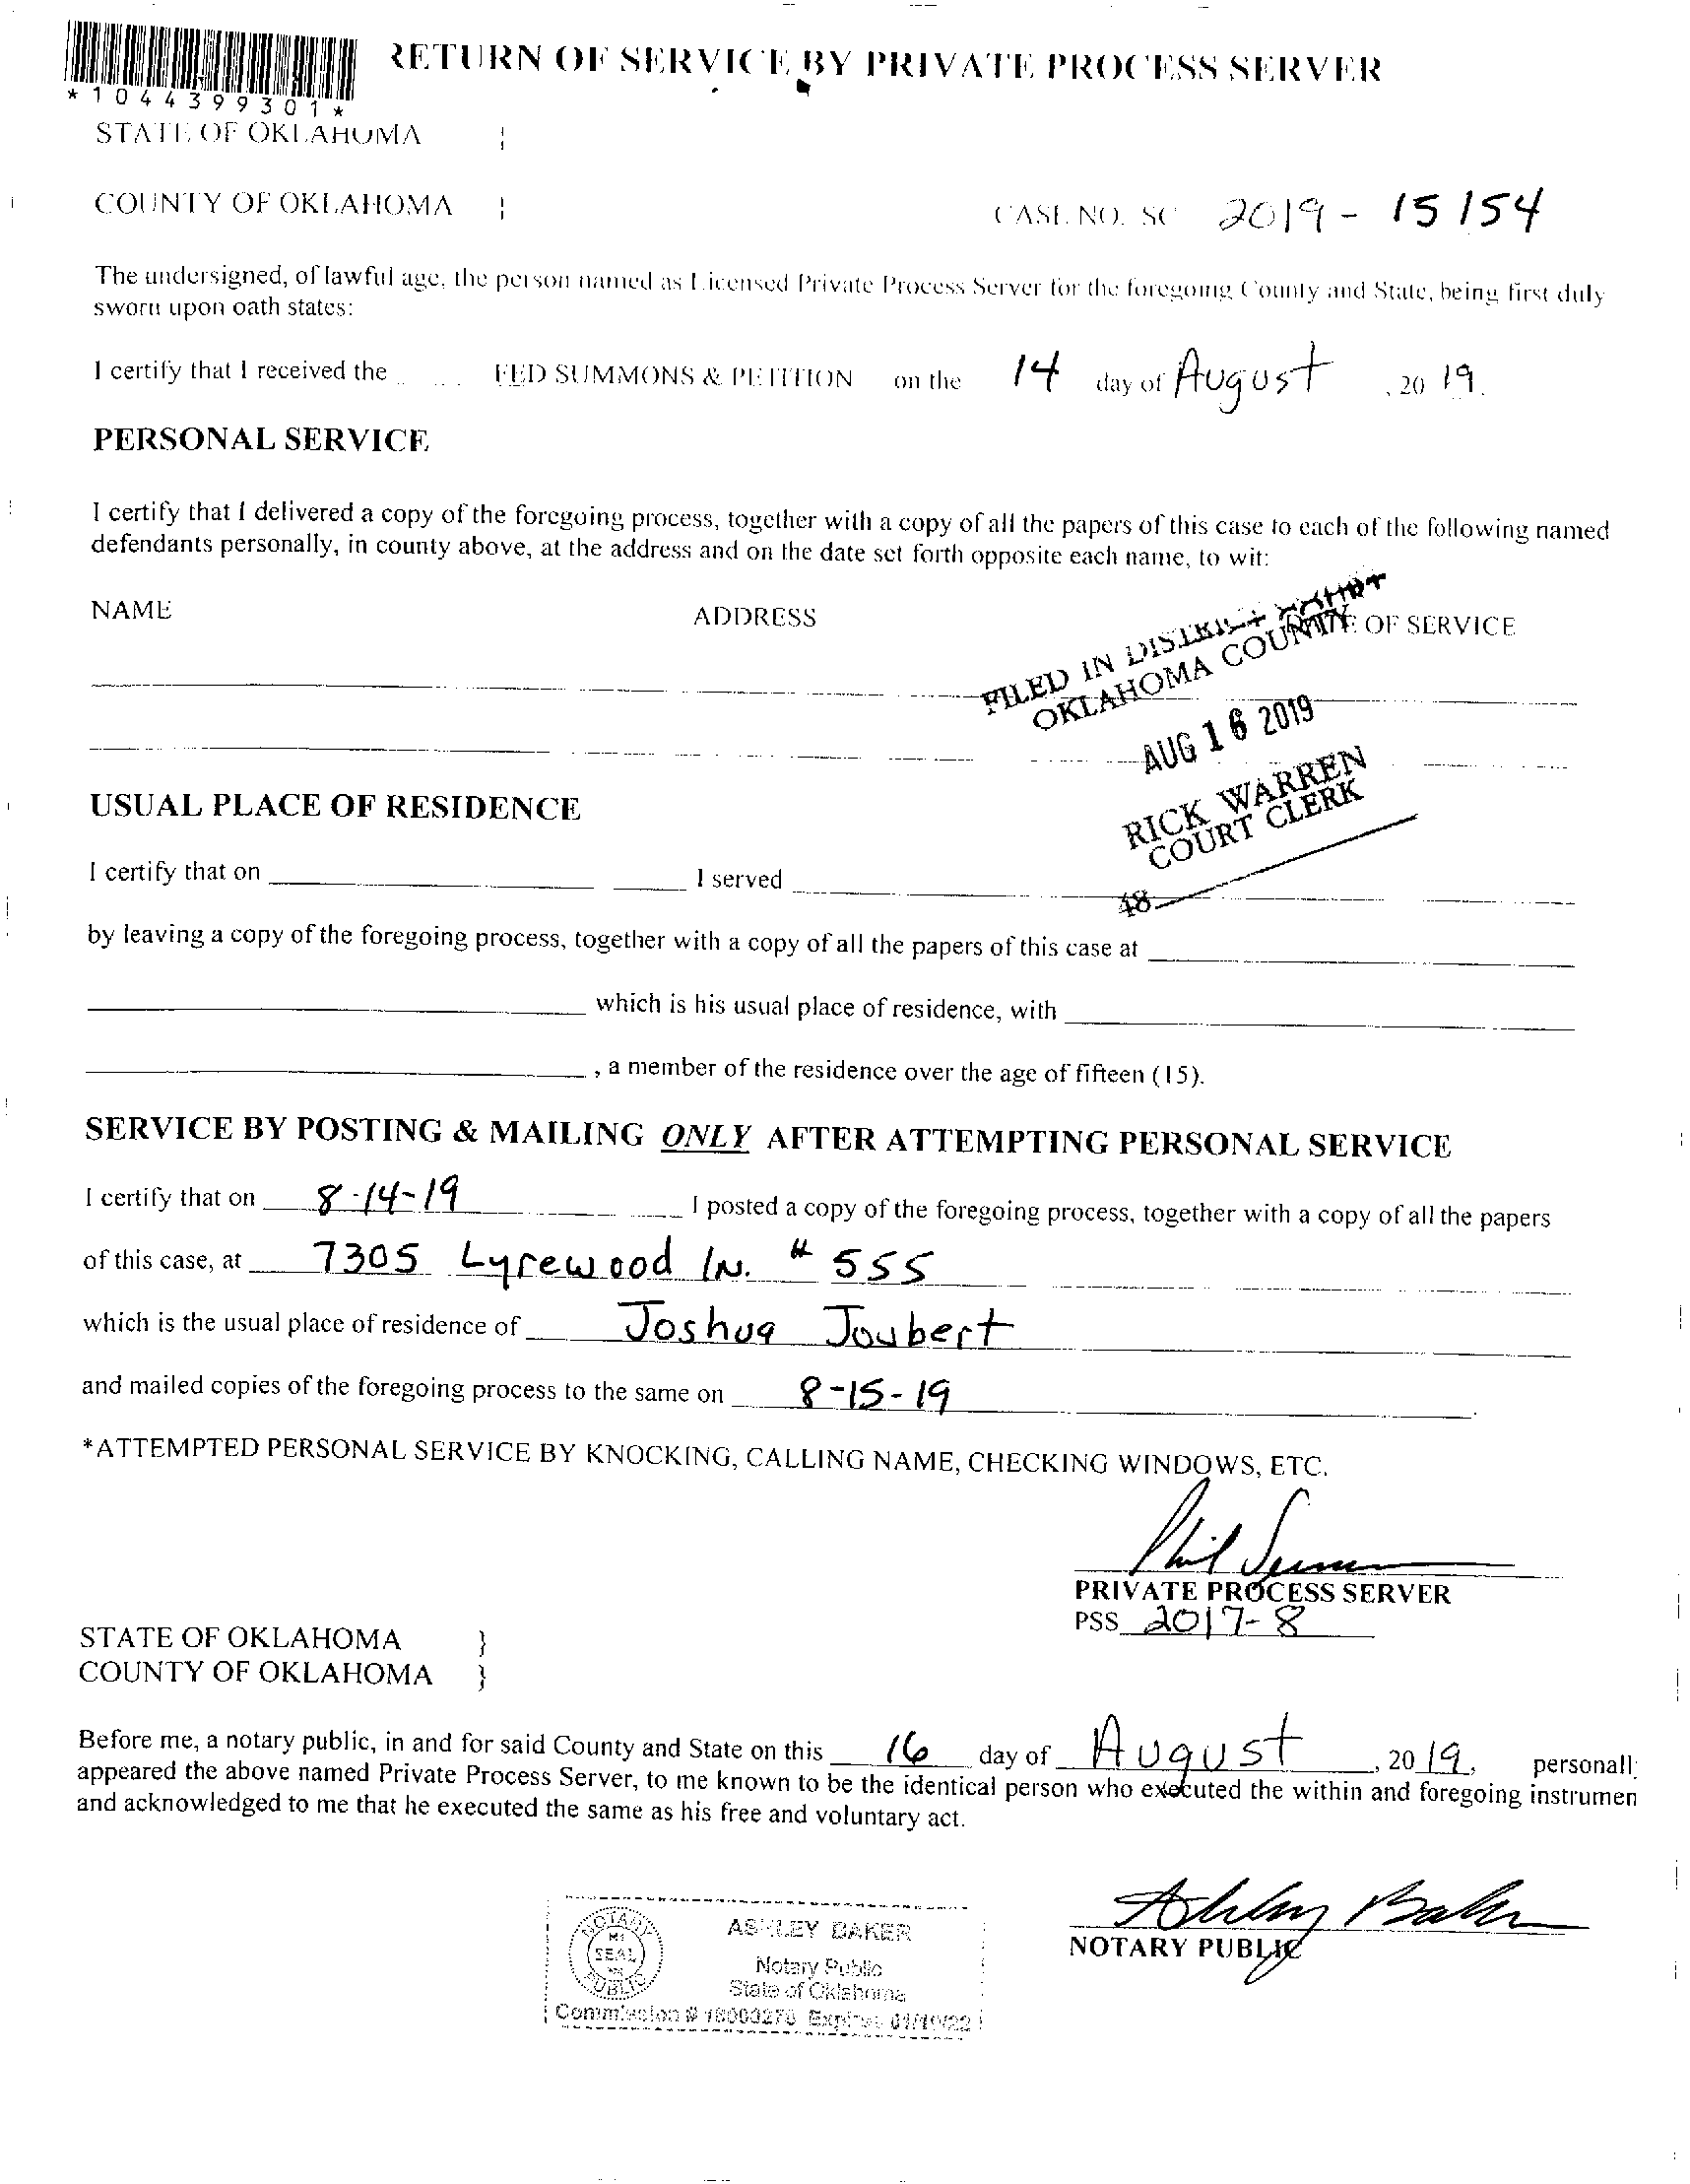 RETURN OF SERVICE BY PRIVATE PROCESS SERVER
*1044399301*
STATE OF OKLAHOMA
COUNTY OF OKLAHOMA CASE NO. SC 2019-15154
The undersigned, of lawful age, the person named as Licensed Private Process Server for the foregoing County and State, being first duly
sworn upon oath states:
I certify that I received the FED SUMMONS & PETITION on the 14 day of August, 20 19.
PERSONAL SERVICE
I certify that I delivered a copy of the foregoing process, together with a copy of all the papers of this case to each of the following named
defendants personally, in county above, at the address and on the date set forth opposite each name, to wit:
NAME ADDRESS DATE OF SERVICE
FILED IN DISTRICT COURT
OKLAHOMA COUNTY
AUG 16 2019
RICK WARREN
COURT CLERK
48
USUAL PLACE OF RESIDENCE
I certify that on I served
by leaving a copy of the foregoing process, together with a copy of all the papers of this case at
which is his usual place of residence, with
, a member of the residence over the age of fifteen (15).
SERVICE BY POSTING & MAILING ONLY AFTER ATTEMPTING PERSONAL SERVICE
I certify that on 8-14-19 I posted a copy of the foregoing process, together with a copy of all the papers
of this case, at 7305 Lyrewood LN. # 555
which is the usual place of residence of Joshua Joubert
and mailed copies of the foregoing process to the same on 8-15-19.
*ATTEMPTED PERSONAL SERVICE BY KNOCKING, CALLING NAME, CHECKING WINDOWS, ETC.
Phil
PRIVATE PROCESS SERVER
PSS 2017-8
STATE OF OKLAHOMA }
COUNTY OF OKLAHOMA }
Before me, a notary public, in and for said County and State on this 16 day of August, 20 19, personall
appeared the above named Private Process Server, to me known to be the identical person who executed the within and foregoing instrumen
and acknowledged to me that he executed the same as his free and voluntary act.
Ashley Baker
NOTARY PUBLIC
NOTARY
SEAL
PUBLIC
ASHLEY BAKER
Notary Public
State of Oklahoma
Commission # Expires